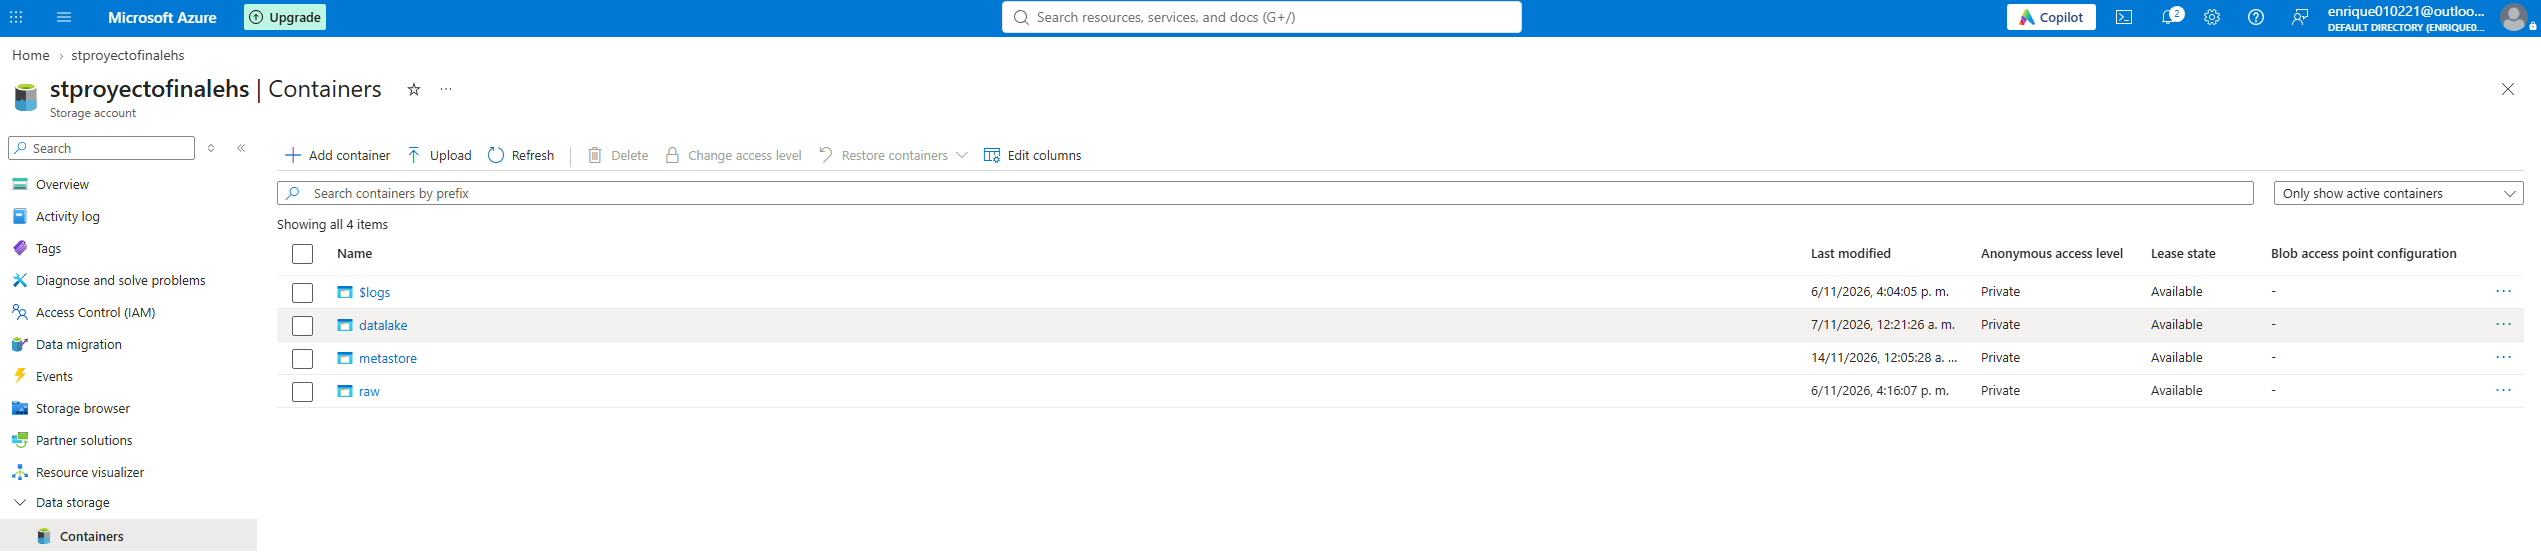 Microsoft Azure
Upgrade
Search resources, services, and docs (G+/)
Copilot
2
enrique010221@outloo...
DEFAULT DIRECTORY (ENRIQUE0...
Home > stproyectofinalehs
stproyectofinalehs | Containers
Storage account
Search
Add container
Upload
Refresh
Delete
Change access level
Restore containers
Edit columns
Search containers by prefix
Only show active containers
Showing all 4 items
Name Last modified Anonymous access level Lease state Blob access point configuration
$logs 6/11/2026, 4:04:05 p. m. Private Available -
datalake 7/11/2026, 12:21:26 a. m. Private Available -
metastore 14/11/2026, 12:05:28 a. ... Private Available -
raw 6/11/2026, 4:16:07 p. m. Private Available -
Overview
Activity log
Tags
Diagnose and solve problems
Access Control (IAM)
Data migration
Events
Storage browser
Partner solutions
Resource visualizer
Data storage
Containers